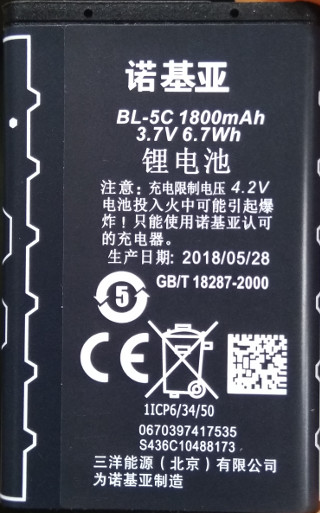 诺基亚
BL-5C 1800mAh
3.7V 6.7Wh
锂电池
注意：充电限制电压 4.2V
电池投入火中可能引起爆
炸！只能使用诺基亚认可
的充电器。
生产日期: 2018/05/28
GB/T 18287-2000
5
CE
1ICP6/34/50
0670397417535
S436C10488173
三洋能源（北京）有限公司
为诺基亚制造